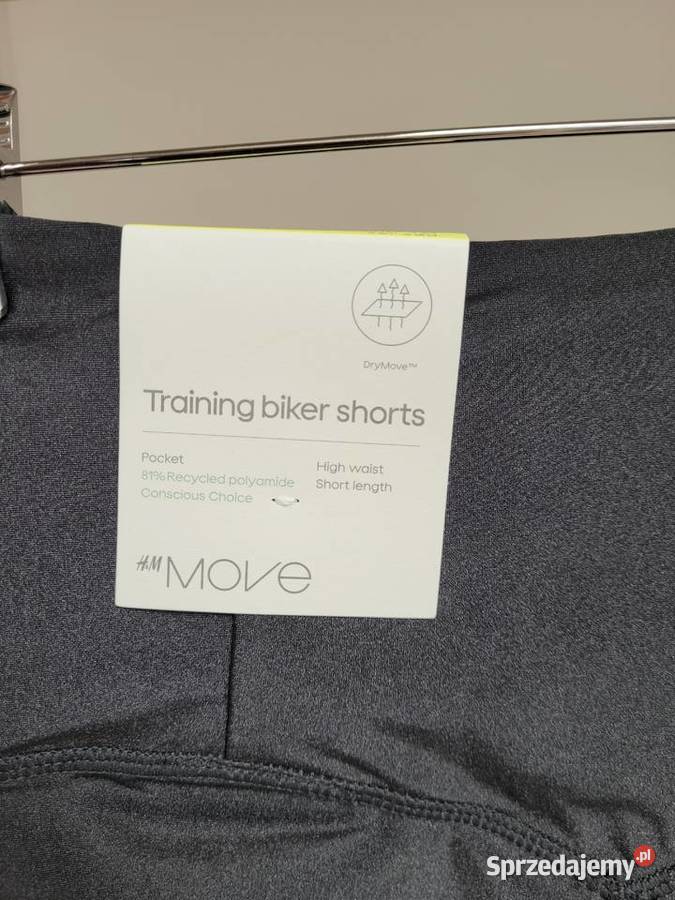 DryMove™
Training biker shorts
Pocket
81% Recycled polyamide
Conscious Choice
High waist
Short length
H&M MOVE
Sprzedajemy.pl